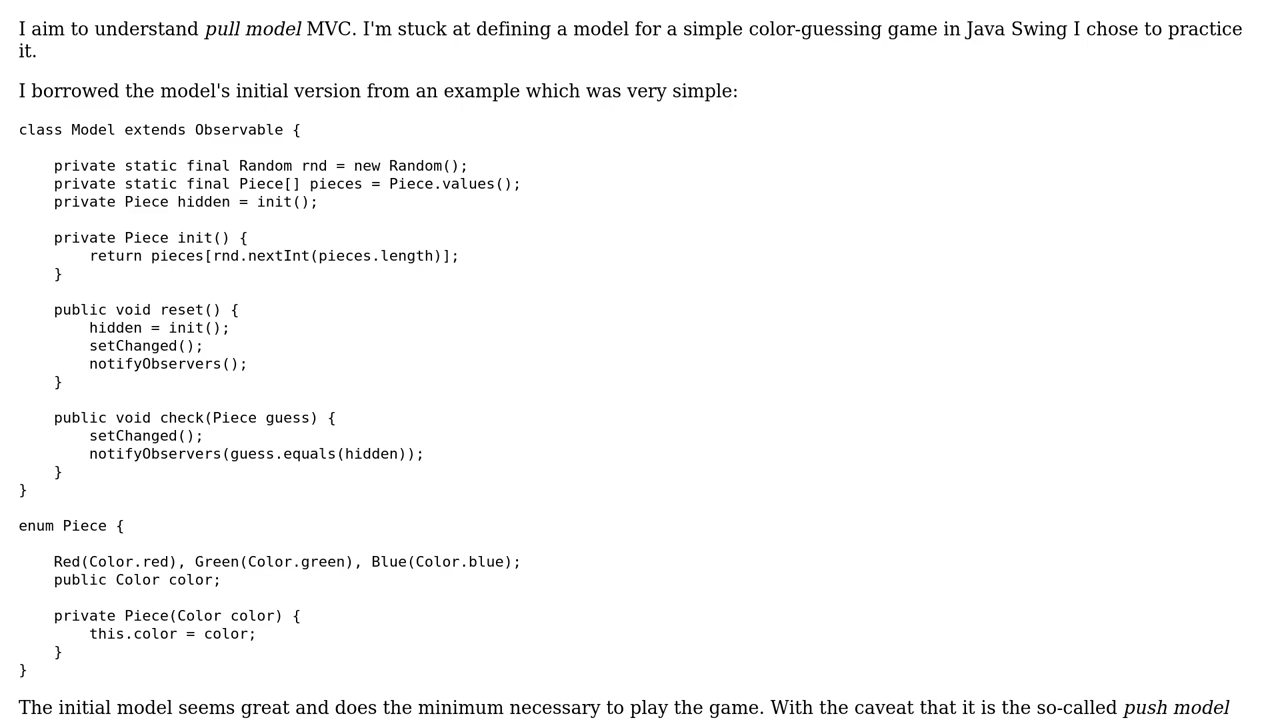 I aim to understand pull model MVC. I'm stuck at defining a model for a simple color-guessing game in Java Swing I chose to practice
it.
I borrowed the model's initial version from an example which was very simple:
class Model extends Observable {
    private static final Random rnd = new Random();
    private static final Piece[] pieces = Piece.values();
    private Piece hidden = init();
    private Piece init() {
        return pieces[rnd.nextInt(pieces.length)];
    }
    public void reset() {
        hidden = init();
        setChanged();
        notifyObservers();
    }
    public void check(Piece guess) {
        setChanged();
        notifyObservers(guess.equals(hidden));
    }
}
enum Piece {
    Red(Color.red), Green(Color.green), Blue(Color.blue);
    public Color color;
    private Piece(Color color) {
        this.color = color;
    }
}
The initial model seems great and does the minimum necessary to play the game. With the caveat that it is the so-called push model